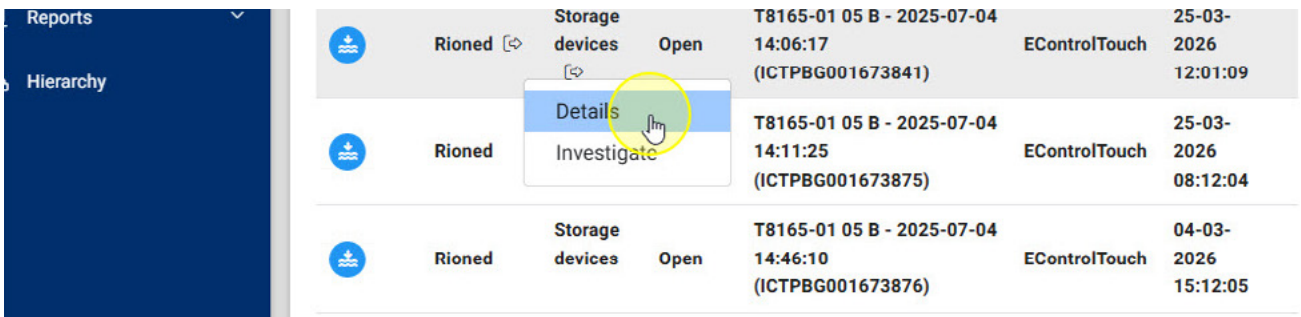 Reports
Hierarchy
Storage
T8165-01 05 B - 2025-07-04
25-03-
Rioned
devices
Open
14:06:17
EControlTouch
2026
(ICTPBG001673841)
12:01:09
Details
Investigate
T8165-01 05 B - 2025-07-04
25-03-
Rioned
14:11:25
EControlTouch
2026
(ICTPBG001673875)
08:12:04
Storage
T8165-01 05 B - 2025-07-04
04-03-
Rioned
devices
Open
14:46:10
EControlTouch
2026
(ICTPBG001673876)
15:12:05